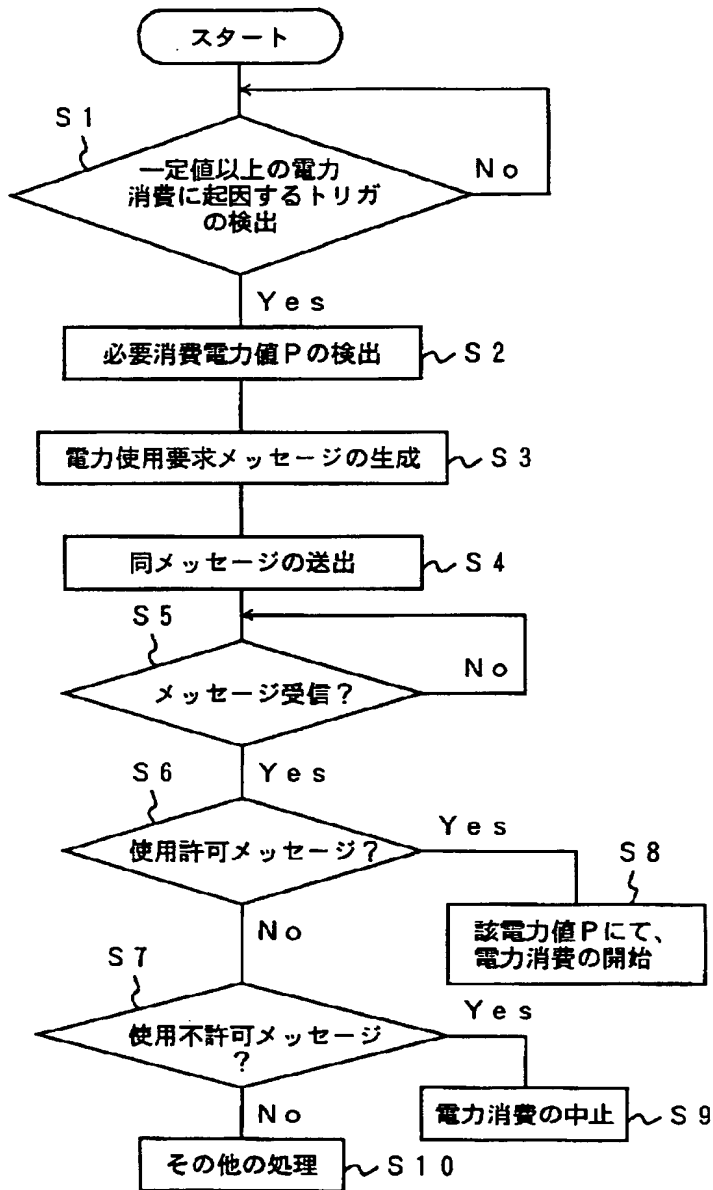 スタート
S1
一定値以上の電力
消費に起因するトリガ
の検出
No
Yes
必要消費電力値Pの検出
S2
電力使用要求メッセージの生成
S3
同メッセージの送出
S4
S5
メッセージ受信?
No
Yes
S6
使用許可メッセージ?
Yes
S8
該電力値Pにて、
電力消費の開始
No
S7
使用不許可メッセージ
?
Yes
電力消費の中止
S9
No
その他の処理
S10